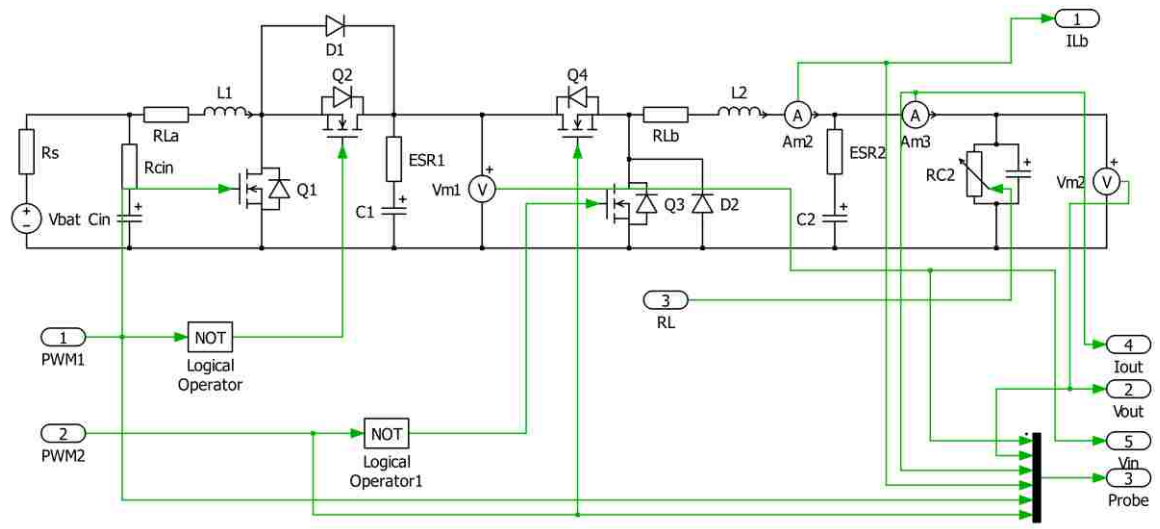 1
ILb
D1
Q2
Q4
L1
L2
A
A
RLa
RLb
Am2
Am3
Rs
Rcin
ESR1
ESR2
RC2
Q1
Vm1
V
Vm2
V
Vbat
Cin
C1
Q3
D2
C2
3
RL
1
PWM1
NOT
Logical
Operator
4
Iout
2
Vout
2
PWM2
NOT
Logical
Operator1
5
Vin
3
Probe